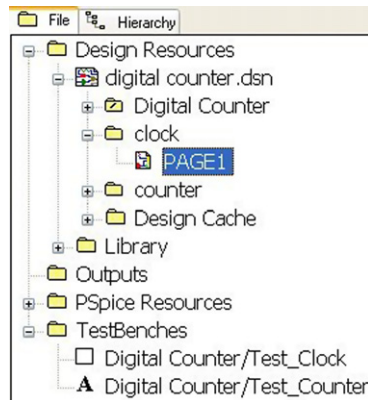 File Hierarchy
Design Resources
digital counter.dsn
Digital Counter
clock
PAGE1
counter
Design Cache
Library
Outputs
PSpice Resources
TestBenches
Digital Counter/Test_Clock
A Digital Counter/Test_Counter